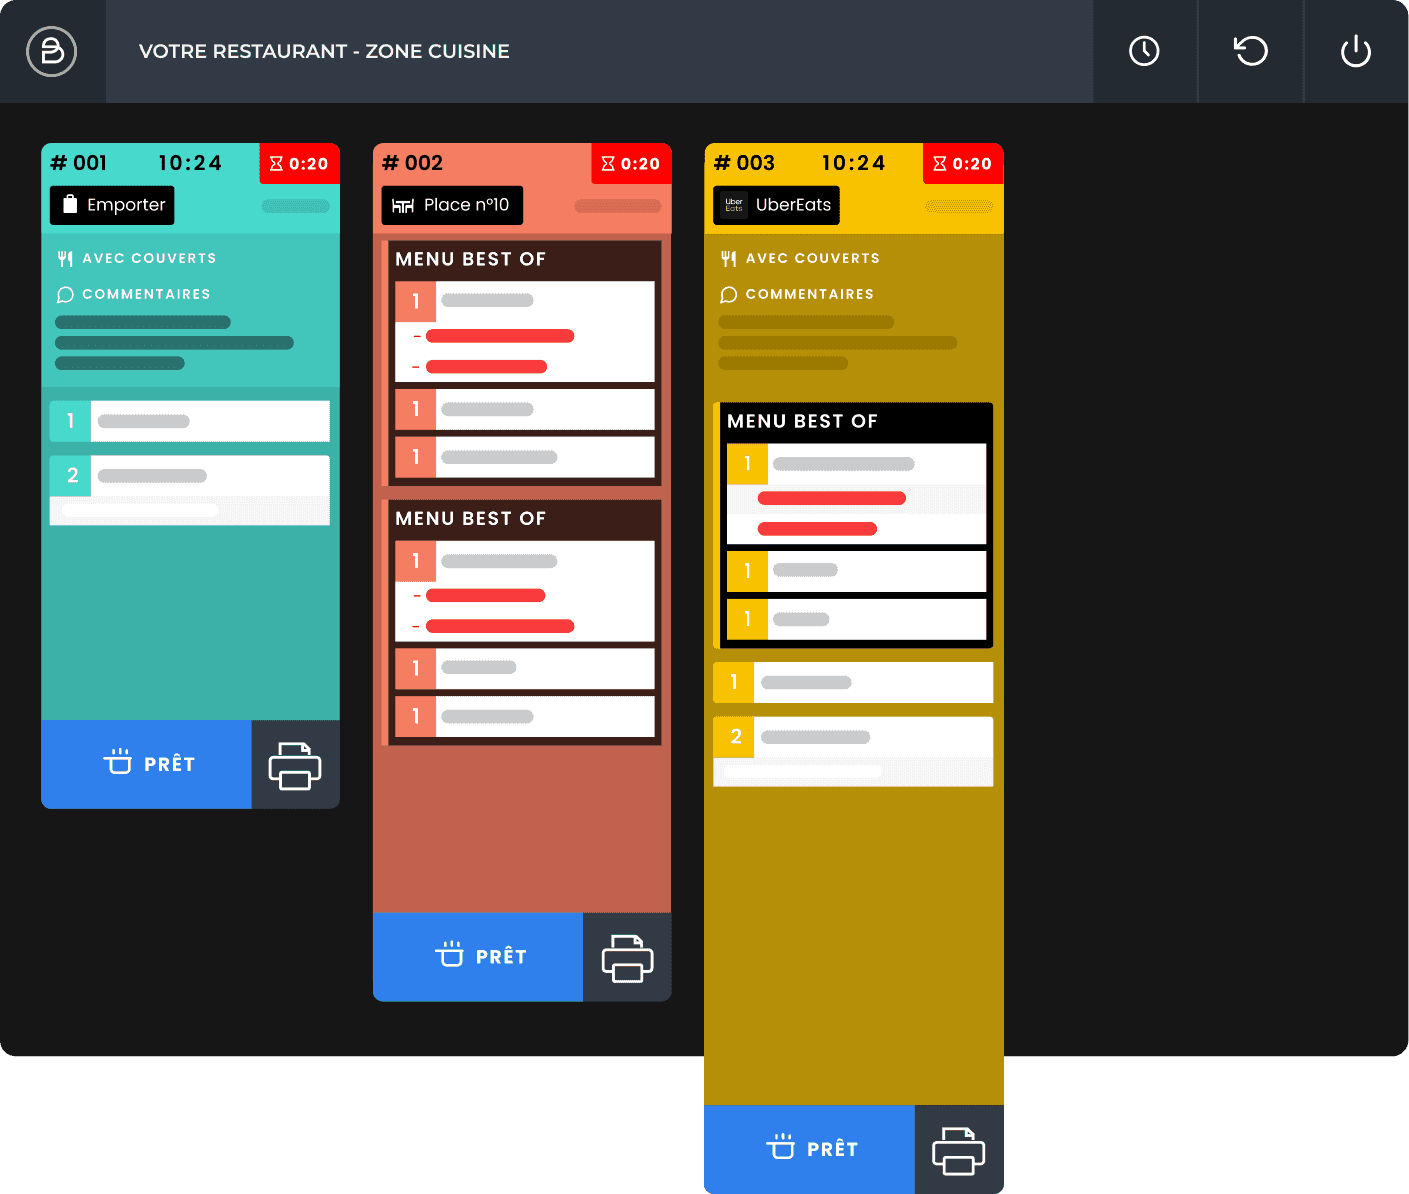 VOTRE RESTAURANT - ZONE CUISINE
# 001 10:24 0:20
Emporter
AVEC COUVERTS
COMMENTAIRES
1
2
PRÊT
# 002 0:20
Place n°10
MENU BEST OF
1
-
-
1
1
MENU BEST OF
1
-
-
1
1
PRÊT
# 003 10:24 0:20
Uber
Eats
UberEats
AVEC COUVERTS
COMMENTAIRES
MENU BEST OF
1
1
1
1
2
PRÊT